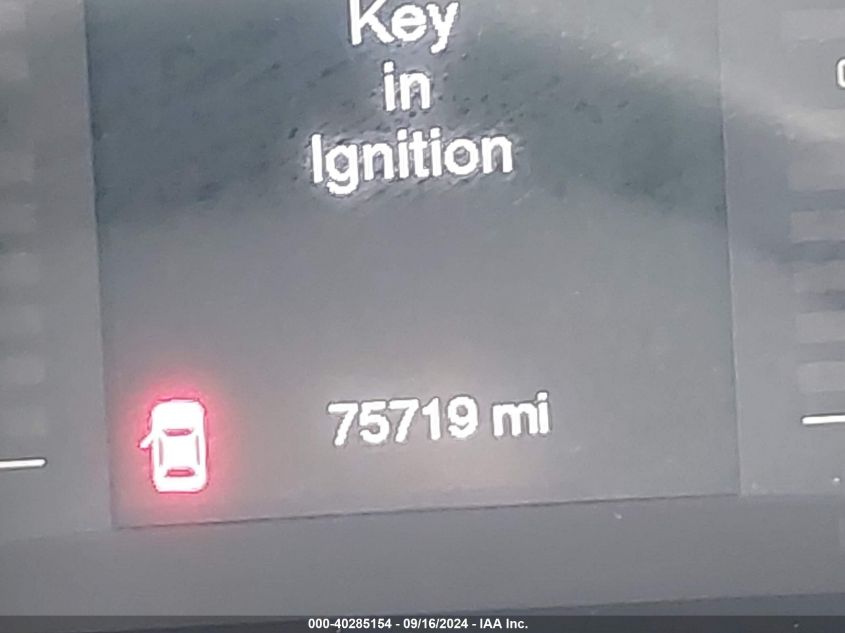 Key
in
Ignition
75719 mi
000-40285154 - 09/16/2024 - IAA Inc.